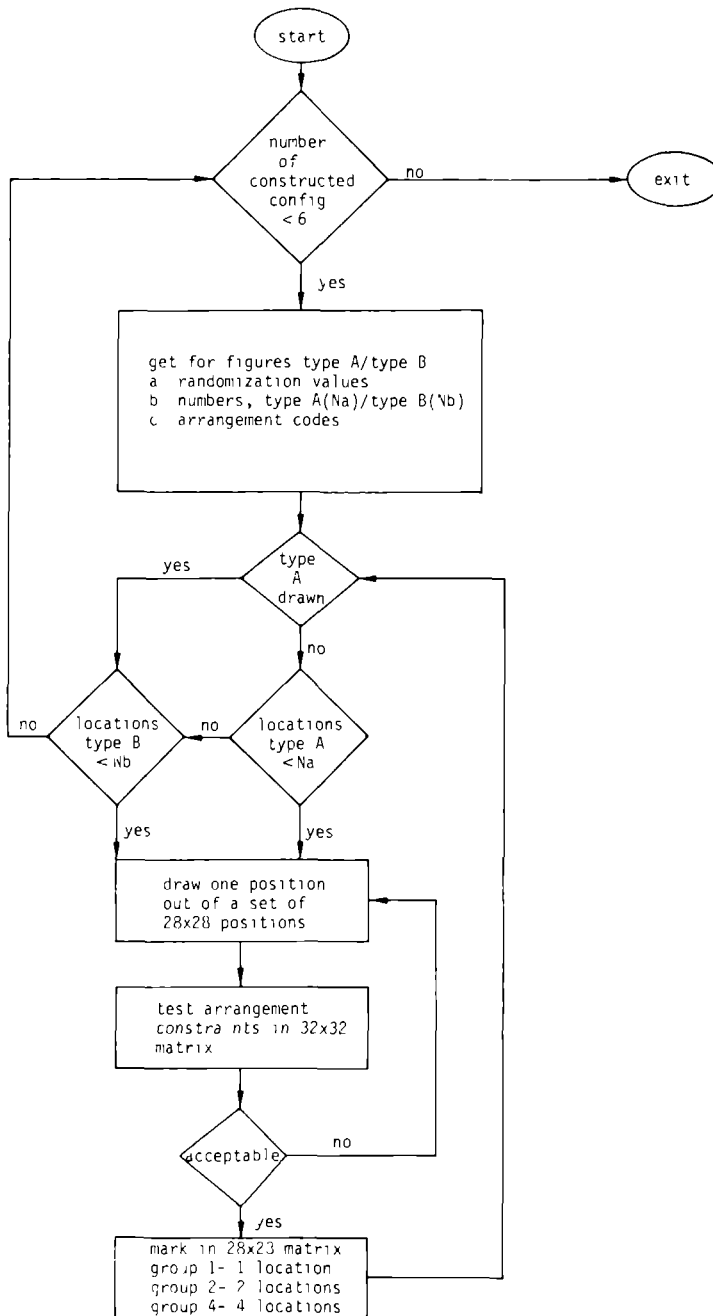 start
number
of
constructed
config
< 6
no
exit
yes
get for figures type A/type B
a randomization values
b numbers, type A(Na)/type B(Nb)
c arrangement codes
type
A
drawn
yes
no
locations
type B
< Nb
no
no
locations
type A
<Na
yes
yes
draw one position
out of a set of
28x28 positions
test arrangement
constra nts in 32x32
matrix
acceptable
no
yes
mark in 28x23 matrix
group 1- 1 location
group 2- 2 locations
group 4- 4 locations